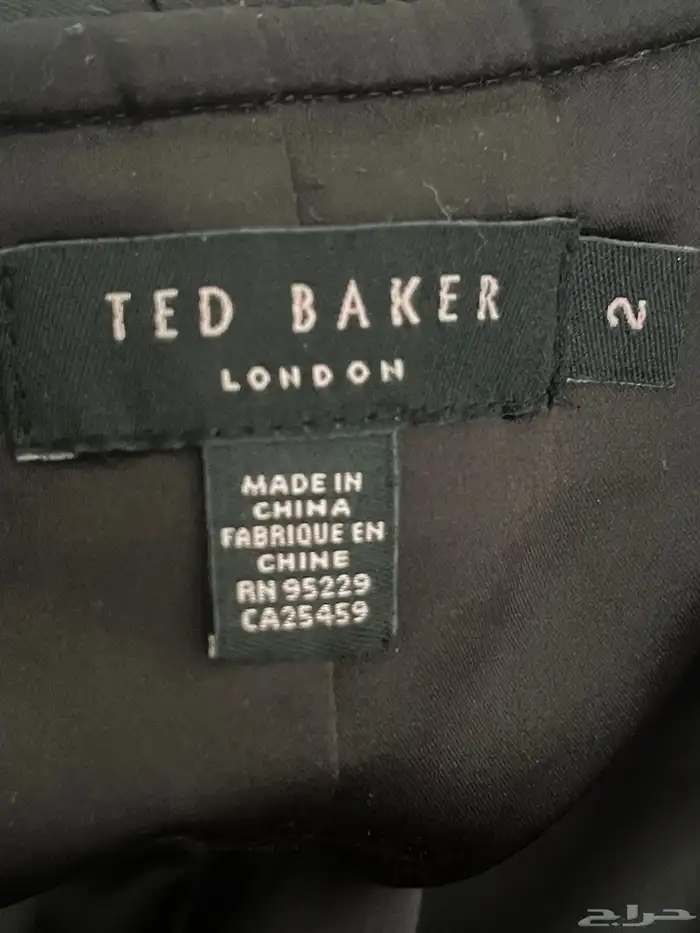 TED BAKER
LONDON
2
MADE IN
CHINA
FABRIQUE EN
CHINE
RN 95229
CA25459
حراج